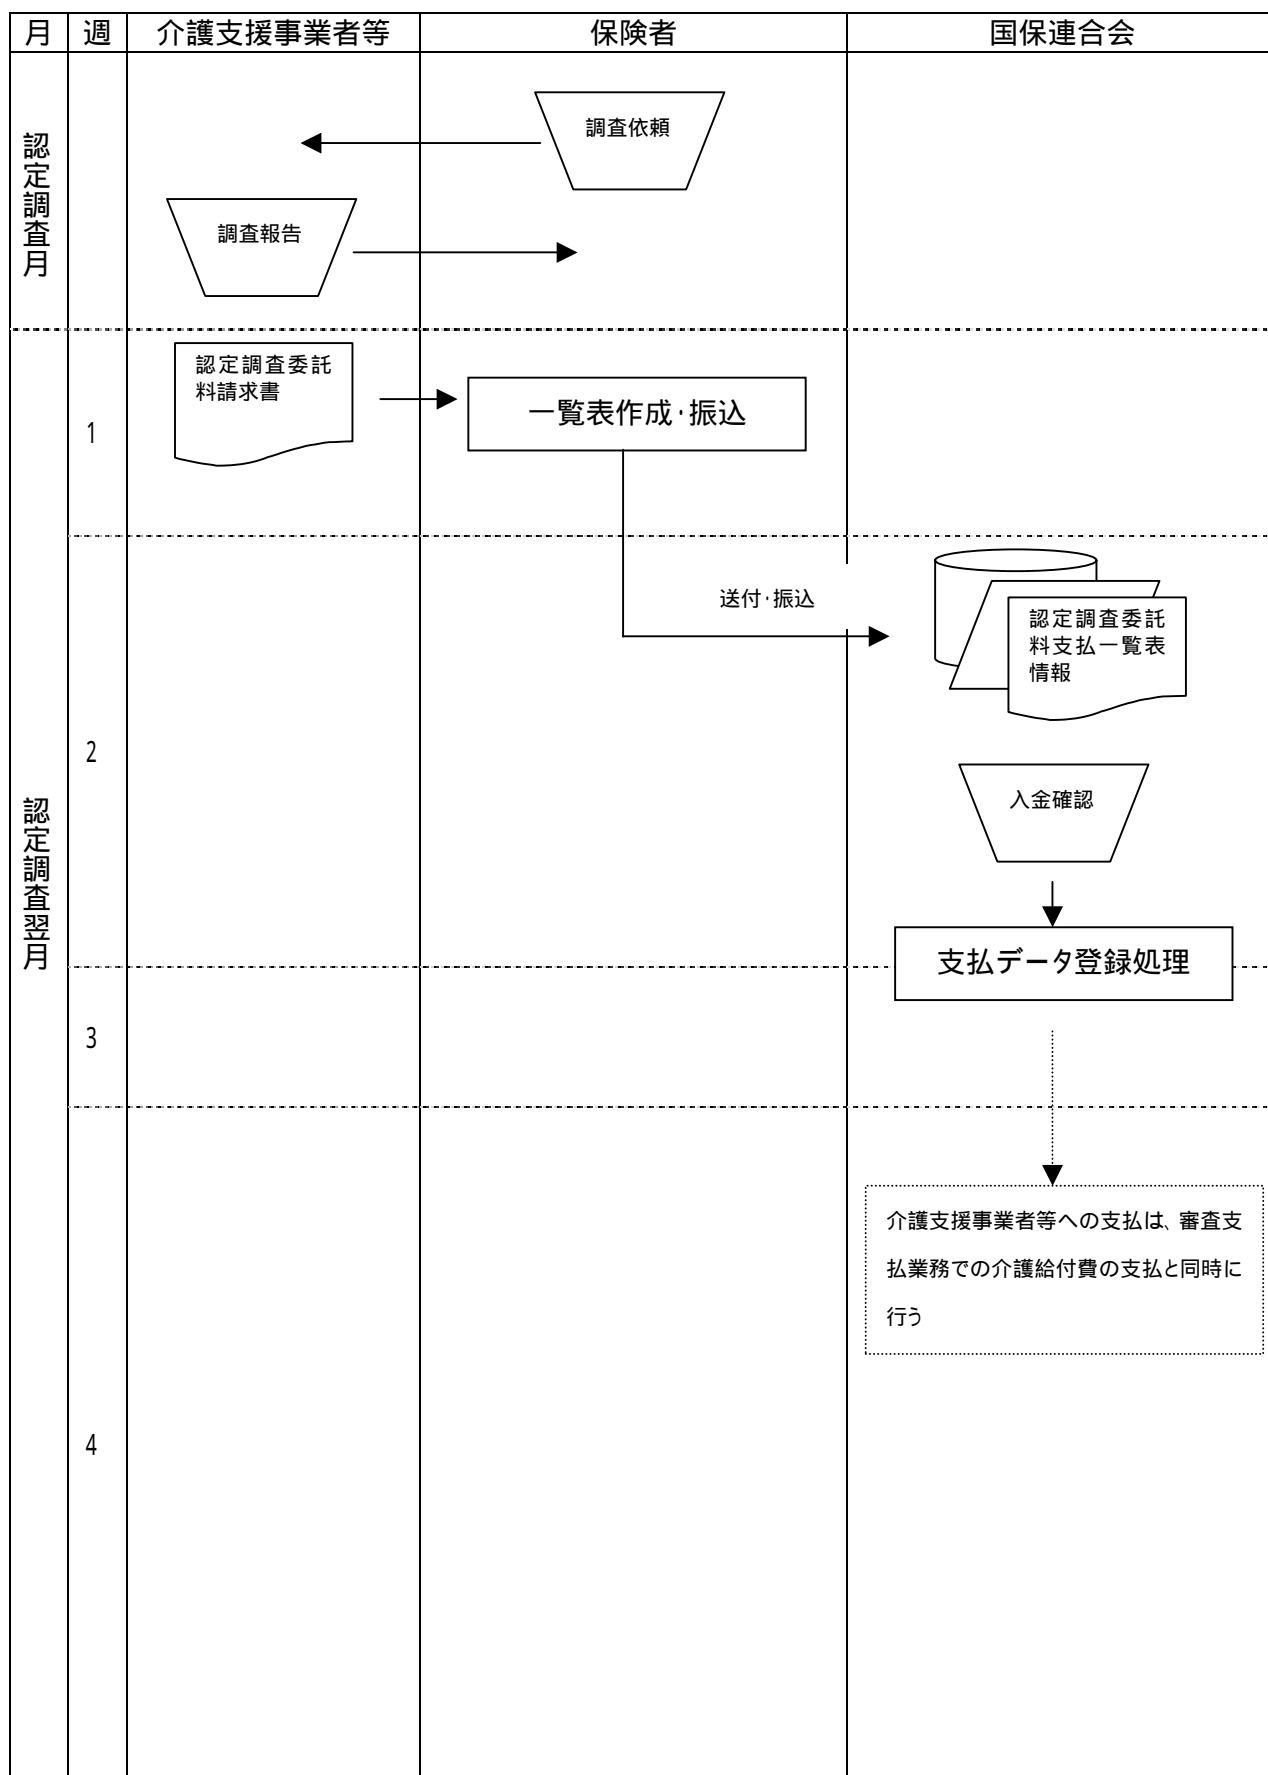 月 週 介護支援事業者等 保険者 国保連合会
認定調査月
調査依頼
調査報告
認定調査翌月
1
認定調査委託
料請求書
一覧表作成・振込
2
送付・振込
認定調査委託
料支払一覧表
情報
入金確認
支払データ登録処理
3
4
介護支援事業者等への支払は、審査支
払業務での介護給付費の支払と同時に
行う